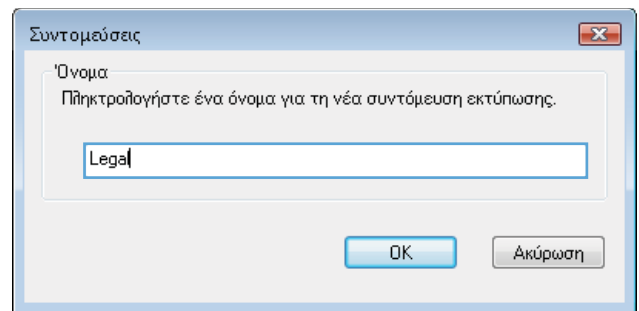 Συντομεύσεις
Όνομα
Πληκτρολογήστε ένα όνομα για τη νέα συντόμευση εκτύπωσης.
Legal
OK
Ακύρωση